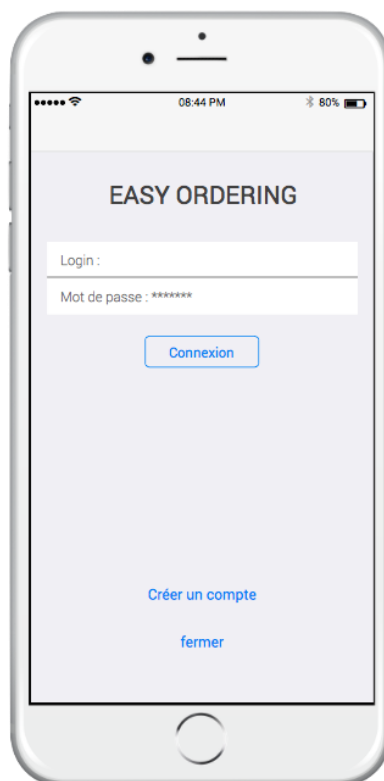 08:44 PM
80%
EASY ORDERING
Login :
Mot de passe : *******
Connexion
Créer un compte
fermer